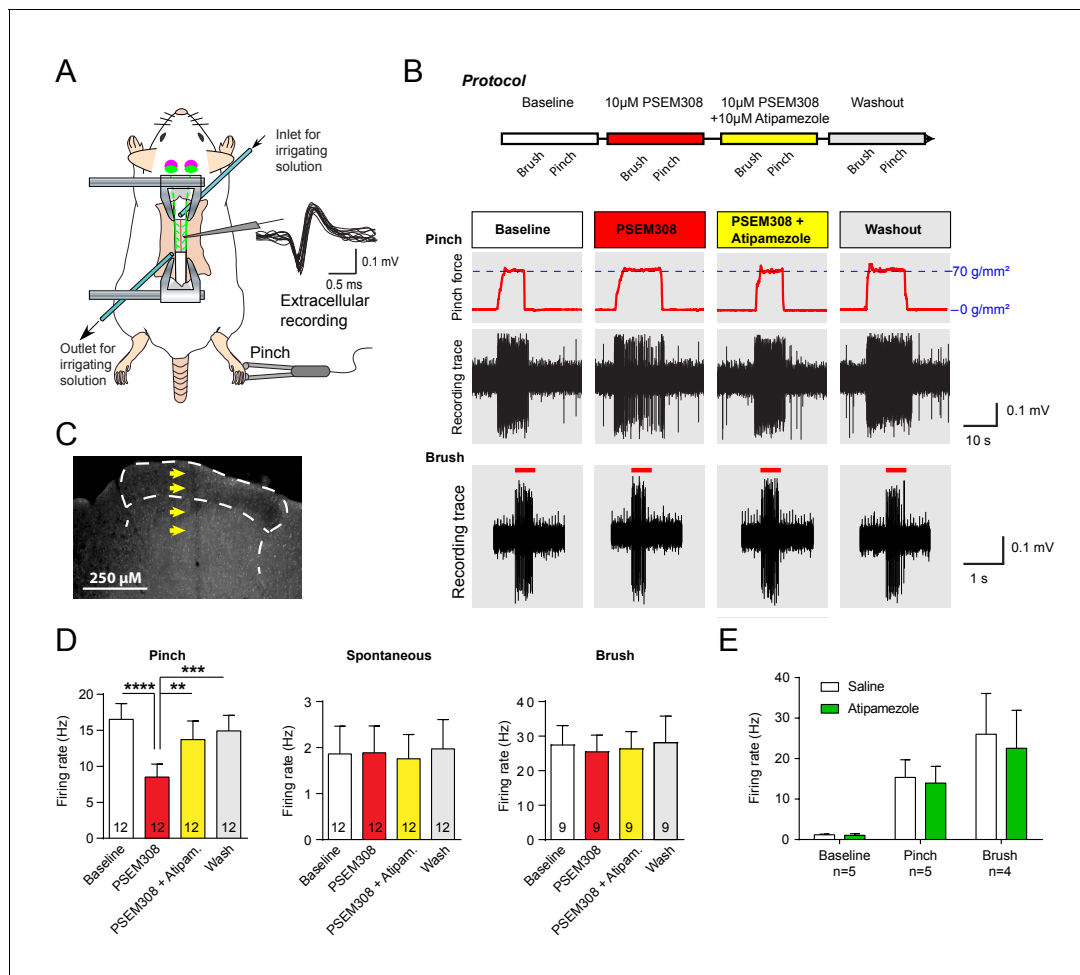 A
Inlet for
irrigating
solution
0.1 mV
0.5 ms
Extracellular
recording
Outlet for
irrigating
solution
Pinch
B
Protocol
Baseline
10µM PSEM308
10µM PSEM308
+10µM Atipamezole
Washout
Brush
Pinch
Brush
Pinch
Brush
Pinch
Brush
Pinch
Pinch
Baseline
PSEM308
PSEM308 +
Atipamezole
Washout
Pinch force
70 g/mm²
0 g/mm²
Recording trace
0.1 mV
10 s
Brush
Recording trace
0.1 mV
1 s
C
250 µM
D
Pinch
Firing rate (Hz)
20
15
10
5
0
****
**
***
12
12
12
12
Baseline
PSEM308
PSEM308 + Atipam.
Wash
Spontaneous
Firing rate (Hz)
3
2
1
0
12
12
12
12
Baseline
PSEM308
PSEM308 + Atipam.
Wash
Brush
Firing rate (Hz)
40
30
20
10
0
9
9
9
9
Baseline
PSEM308
PSEM308 + Atipam.
Wash
E
Firing rate (Hz)
40
30
20
10
0
Saline
Atipamezole
Baseline
n=5
Pinch
n=5
Brush
n=4